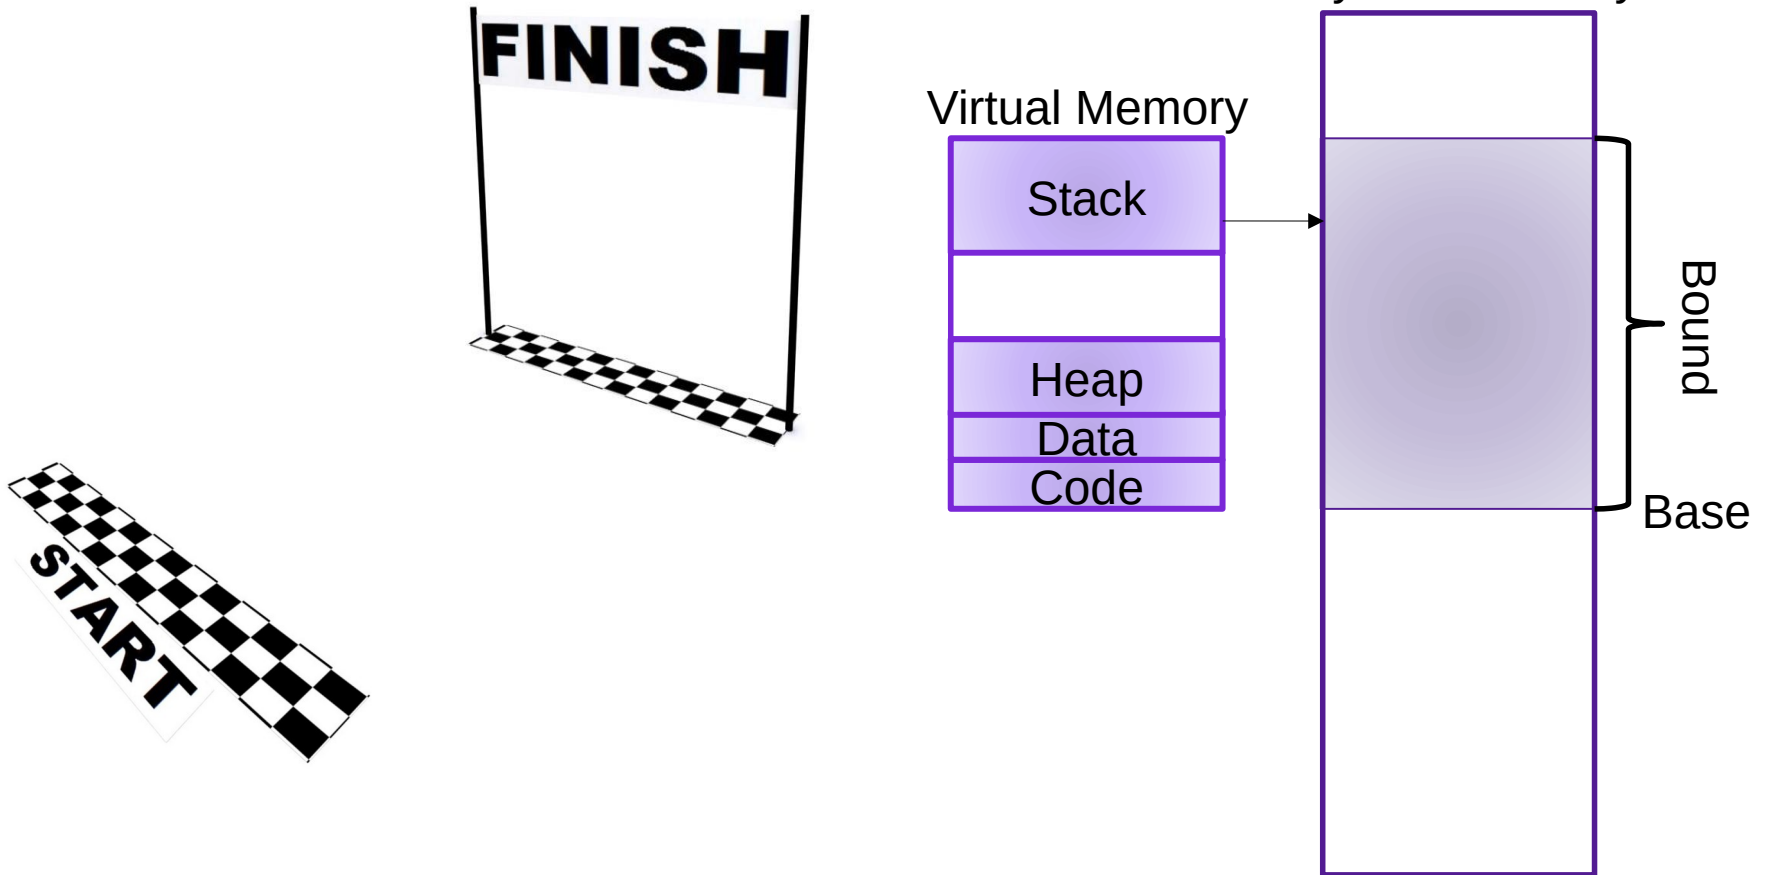 FINISH
START
Virtual Memory
Stack
Heap
Data
Code
Bound
Base